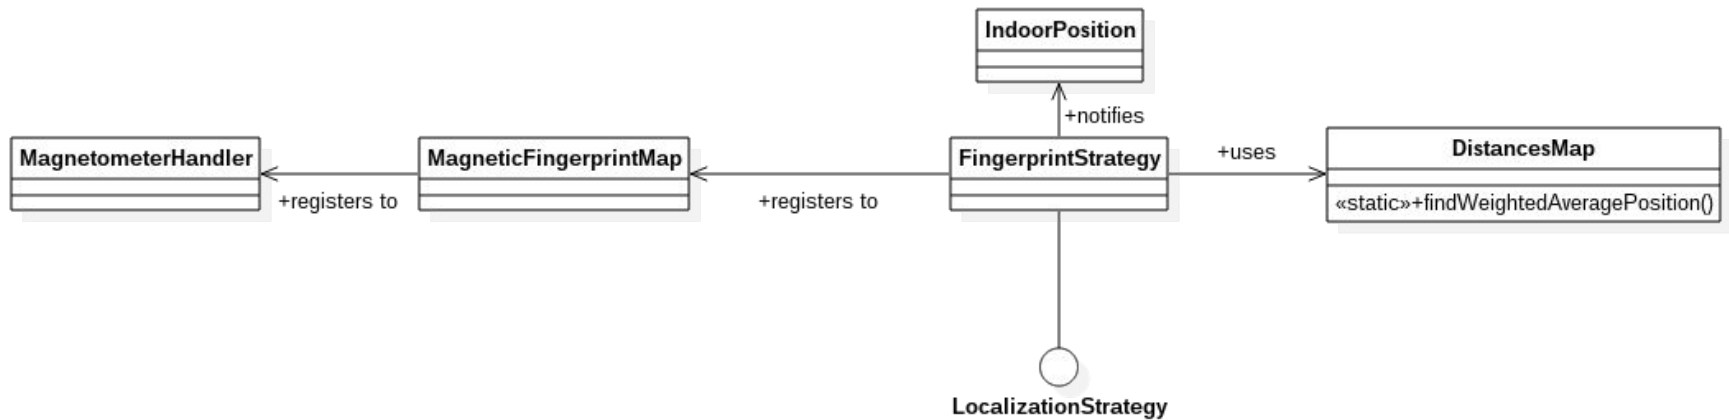 IndoorPosition
+notifies
MagnetometerHandler
+registers to
MagneticFingerprintMap
+registers to
FingerprintStrategy
+uses
DistancesMap
«static»+findWeightedAveragePosition()
LocalizationStrategy